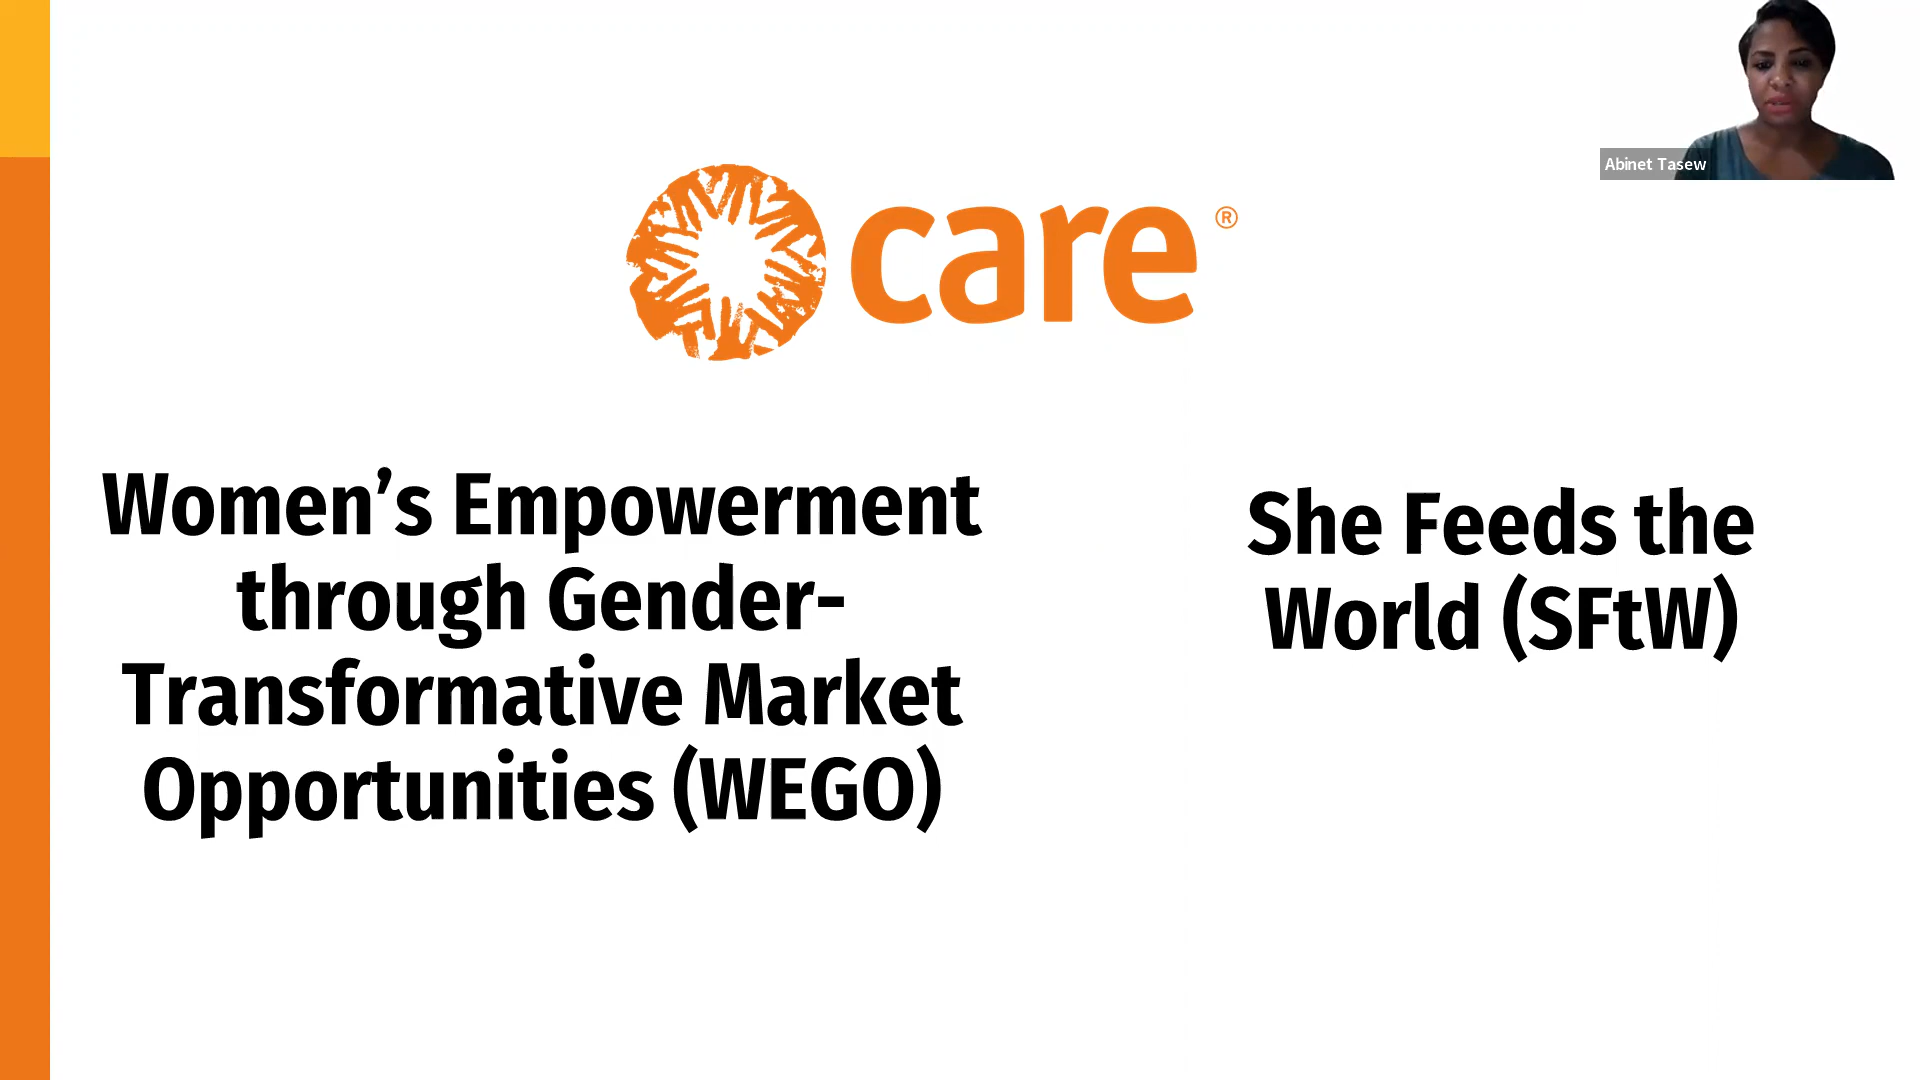 Abinet Tasew
care®
Women’s Empowerment
through Gender-
Transformative Market
Opportunities (WEGO)
She Feeds the
World (SFtW)